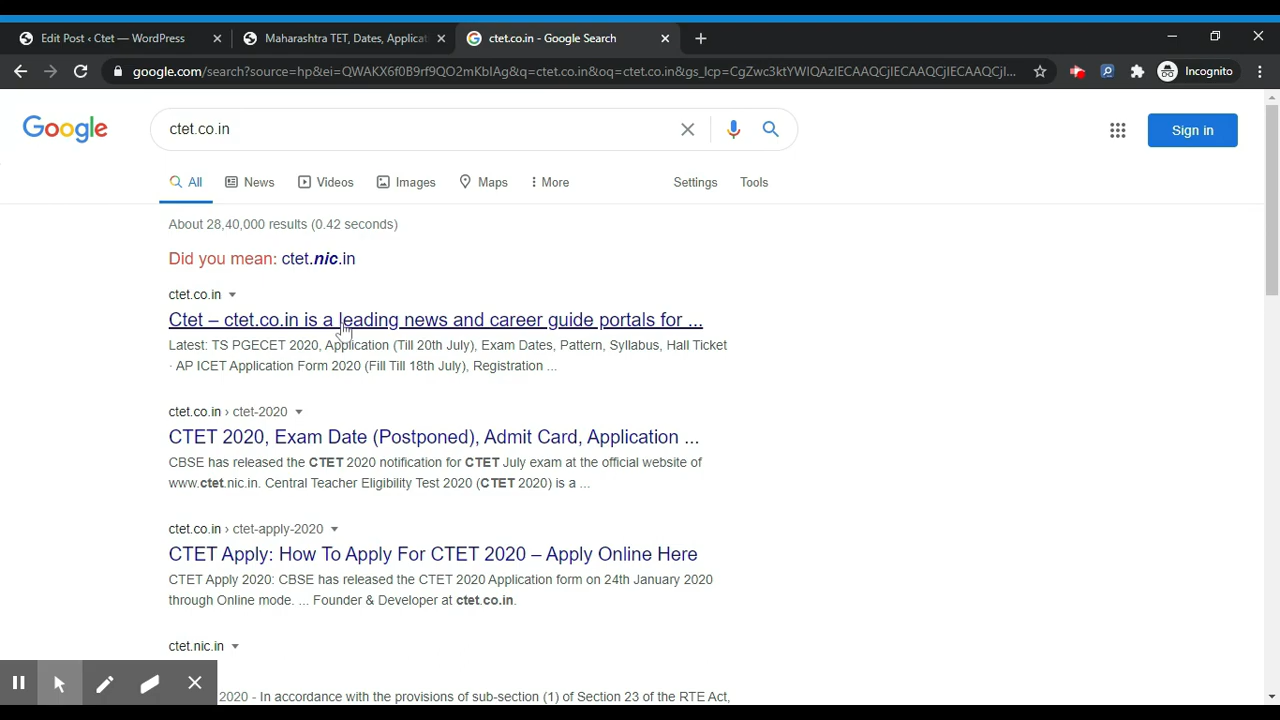 Edit Post ‹ Ctet — WordPress
Maharashtra TET, Dates, Applicat
ctet.co.in - Google Search
google.com/search?source=hp&ei=QWAKX6f0B9rf9QO2mKbIAg&q=ctet.co.in&oq=ctet.co.in&gs_lcp=CgZwc3ktYWIQAzIECAAQCjIECAAQCjIECAAQCjI...
Incognito
Google
ctet.co.in
Sign in
All
News
Videos
Images
Maps
More
Settings
Tools
About 28,40,000 results (0.42 seconds)
Did you mean: ctet.nic.in
ctet.co.in
Ctet – ctet.co.in is a leading news and career guide portals for ...
Latest: TS PGECET 2020, Application (Till 20th July), Exam Dates, Pattern, Syllabus, Hall Ticket
· AP ICET Application Form 2020 (Fill Till 18th July), Registration ...
ctet.co.in › ctet-2020
CTET 2020, Exam Date (Postponed), Admit Card, Application ...
CBSE has released the CTET 2020 notification for CTET July exam at the official website of
www.ctet.nic.in. Central Teacher Eligibility Test 2020 (CTET 2020) is a ...
ctet.co.in › ctet-apply-2020
CTET Apply: How To Apply For CTET 2020 – Apply Online Here
CTET Apply 2020: CBSE has released the CTET 2020 Application form on 24th January 2020
through Online mode. ... Founder & Developer at ctet.co.in.
ctet.nic.in
2020 - In accordance with the provisions of sub-section (1) of Section 23 of the RTE Act,